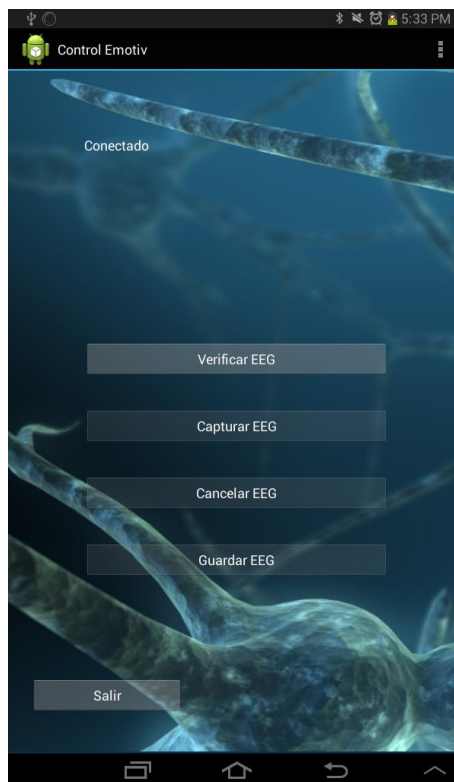 5:33 PM
Control Emotiv
Conectado
Verificar EEG
Capturar EEG
Cancelar EEG
Guardar EEG
Salir